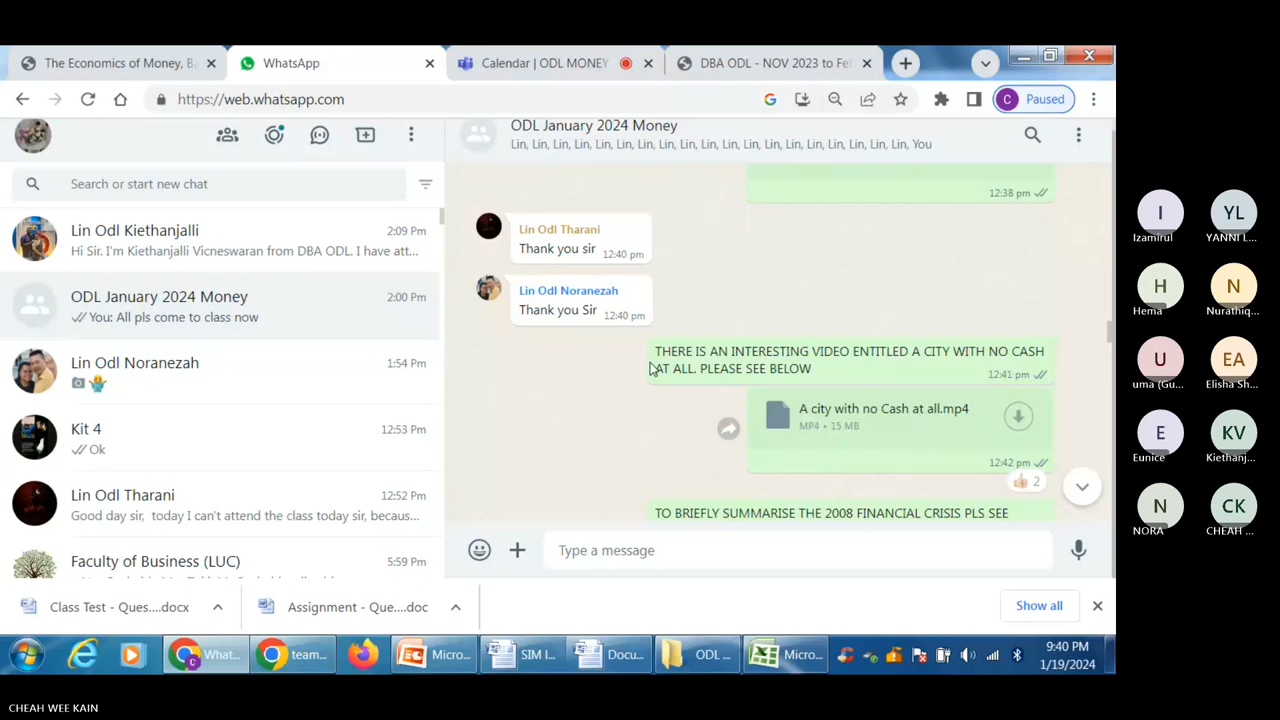 The Economics of Money, B
WhatsApp
Calendar | ODL MONEY
DBA ODL - NOV 2023 to Fe
https://web.whatsapp.com
C
Paused
ODL January 2024 Money
Lin, Lin, Lin, Lin, Lin, Lin, Lin, Lin, Lin, Lin, Lin, Lin, Lin, Lin, Lin, Lin, Lin, Lin, Lin, You
Search or start new chat
Lin Odl Kiethanjalli
2:09 Pm
Hi Sir. I'm Kiethanjalli Vicneswaran from DBA ODL. I have att...
ODL January 2024 Money
2:00 Pm
You: All pls come to class now
Lin Odl Noranezah
1:54 Pm
Kit 4
12:53 Pm
Ok
Lin Odl Tharani
12:52 Pm
Good day sir, today I can't attend the class today sir, becaus...
Faculty of Business (LUC)
5:59 Pm
12:38 pm
Lin Odl Tharani
Thank you sir
12:40 pm
Lin Odl Noranezah
Thank you Sir
12:40 pm
THERE IS AN INTERESTING VIDEO ENTITLED A CITY WITH NO CASH
AT ALL. PLEASE SEE BELOW
12:41 pm
A city with no Cash at all.mp4
MP4 • 15 MB
12:42 pm
2
TO BRIEFLY SUMMARISE THE 2008 FINANCIAL CRISIS PLS SEE
Type a message
Class Test - Ques....docx
Assignment - Que....doc
Show all
What...
team...
Micro...
SIM I...
Docu...
ODL ...
Micro...
9:40 PM
1/19/2024
I
Izamirul
YL
YANNI L...
H
Hema
N
Nurathiq...
U
uma (Gu...
EA
Elisha Sh...
E
Eunice
KV
Kiethanj...
N
NORA
CK
CHEAH ...
CHEAH WEE KAIN